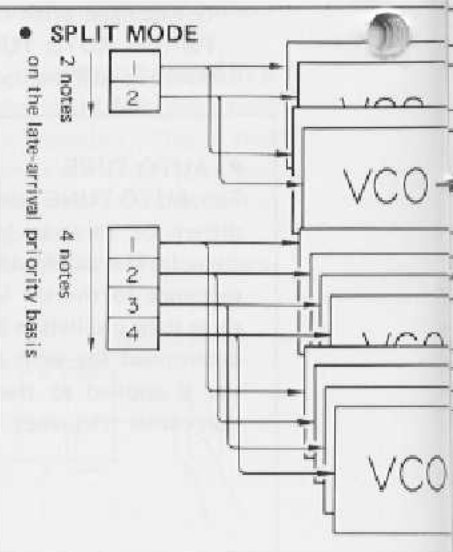 • SPLIT MODE
2 notes
on the late-arrival priority basis
1
2
VCO
4 notes
1
2
3
4
VCO